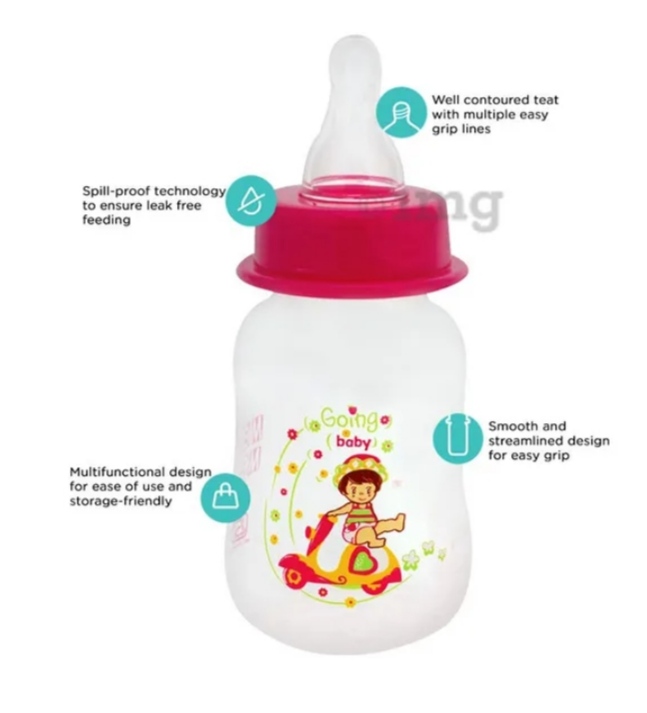 Well contoured teat
with multiple easy
grip lines
Spill-proof technology
to ensure leak free
feeding
Going
baby
Smooth and
streamlined design
for easy grip
Multifunctional design
for ease of use and
storage-friendly